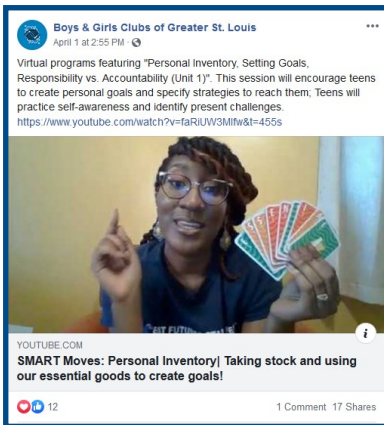 Boys & Girls Clubs of Greater St. Louis
April 1 at 2:55 PM ·
Virtual programs featuring "Personal Inventory, Setting Goals,
Responsibility vs. Accountability (Unit 1)". This session will encourage teens
to create personal goals and specify strategies to reach them; Teens will
practice self-awareness and identify present challenges.
https://www.youtube.com/watch?v=faRiUW3Mlfw&t=455s
YOUTUBE.COM
SMART Moves: Personal Inventory| Taking stock and using
our essential goods to create goals!
12
1 Comment 17 Shares